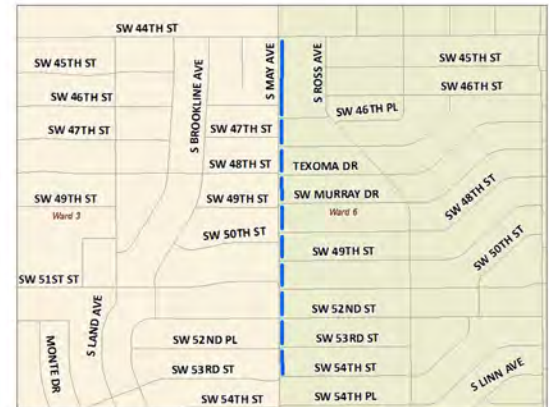 SW 44TH ST
SW 45TH ST
S BROOKLINE AVE
S MAY AVE
S ROSS AVE
SW 45TH ST
SW 46TH ST
SW 46TH ST
SW 46TH PL
SW 47TH ST
SW 47TH ST
SW 48TH ST
TEXOMA DR
SW 49TH ST
SW 49TH ST
SW MURRAY DR
SW 48TH ST
Ward 3
Ward 6
SW 50TH ST
SW 49TH ST
SW 50TH ST
SW 51ST ST
S LAND AVE
SW 52ND ST
MONTE DR
SW 52ND PL
SW 53RD ST
SW 53RD ST
SW 54TH ST
S LINN AVE
SW 54TH ST
SW 54TH PL